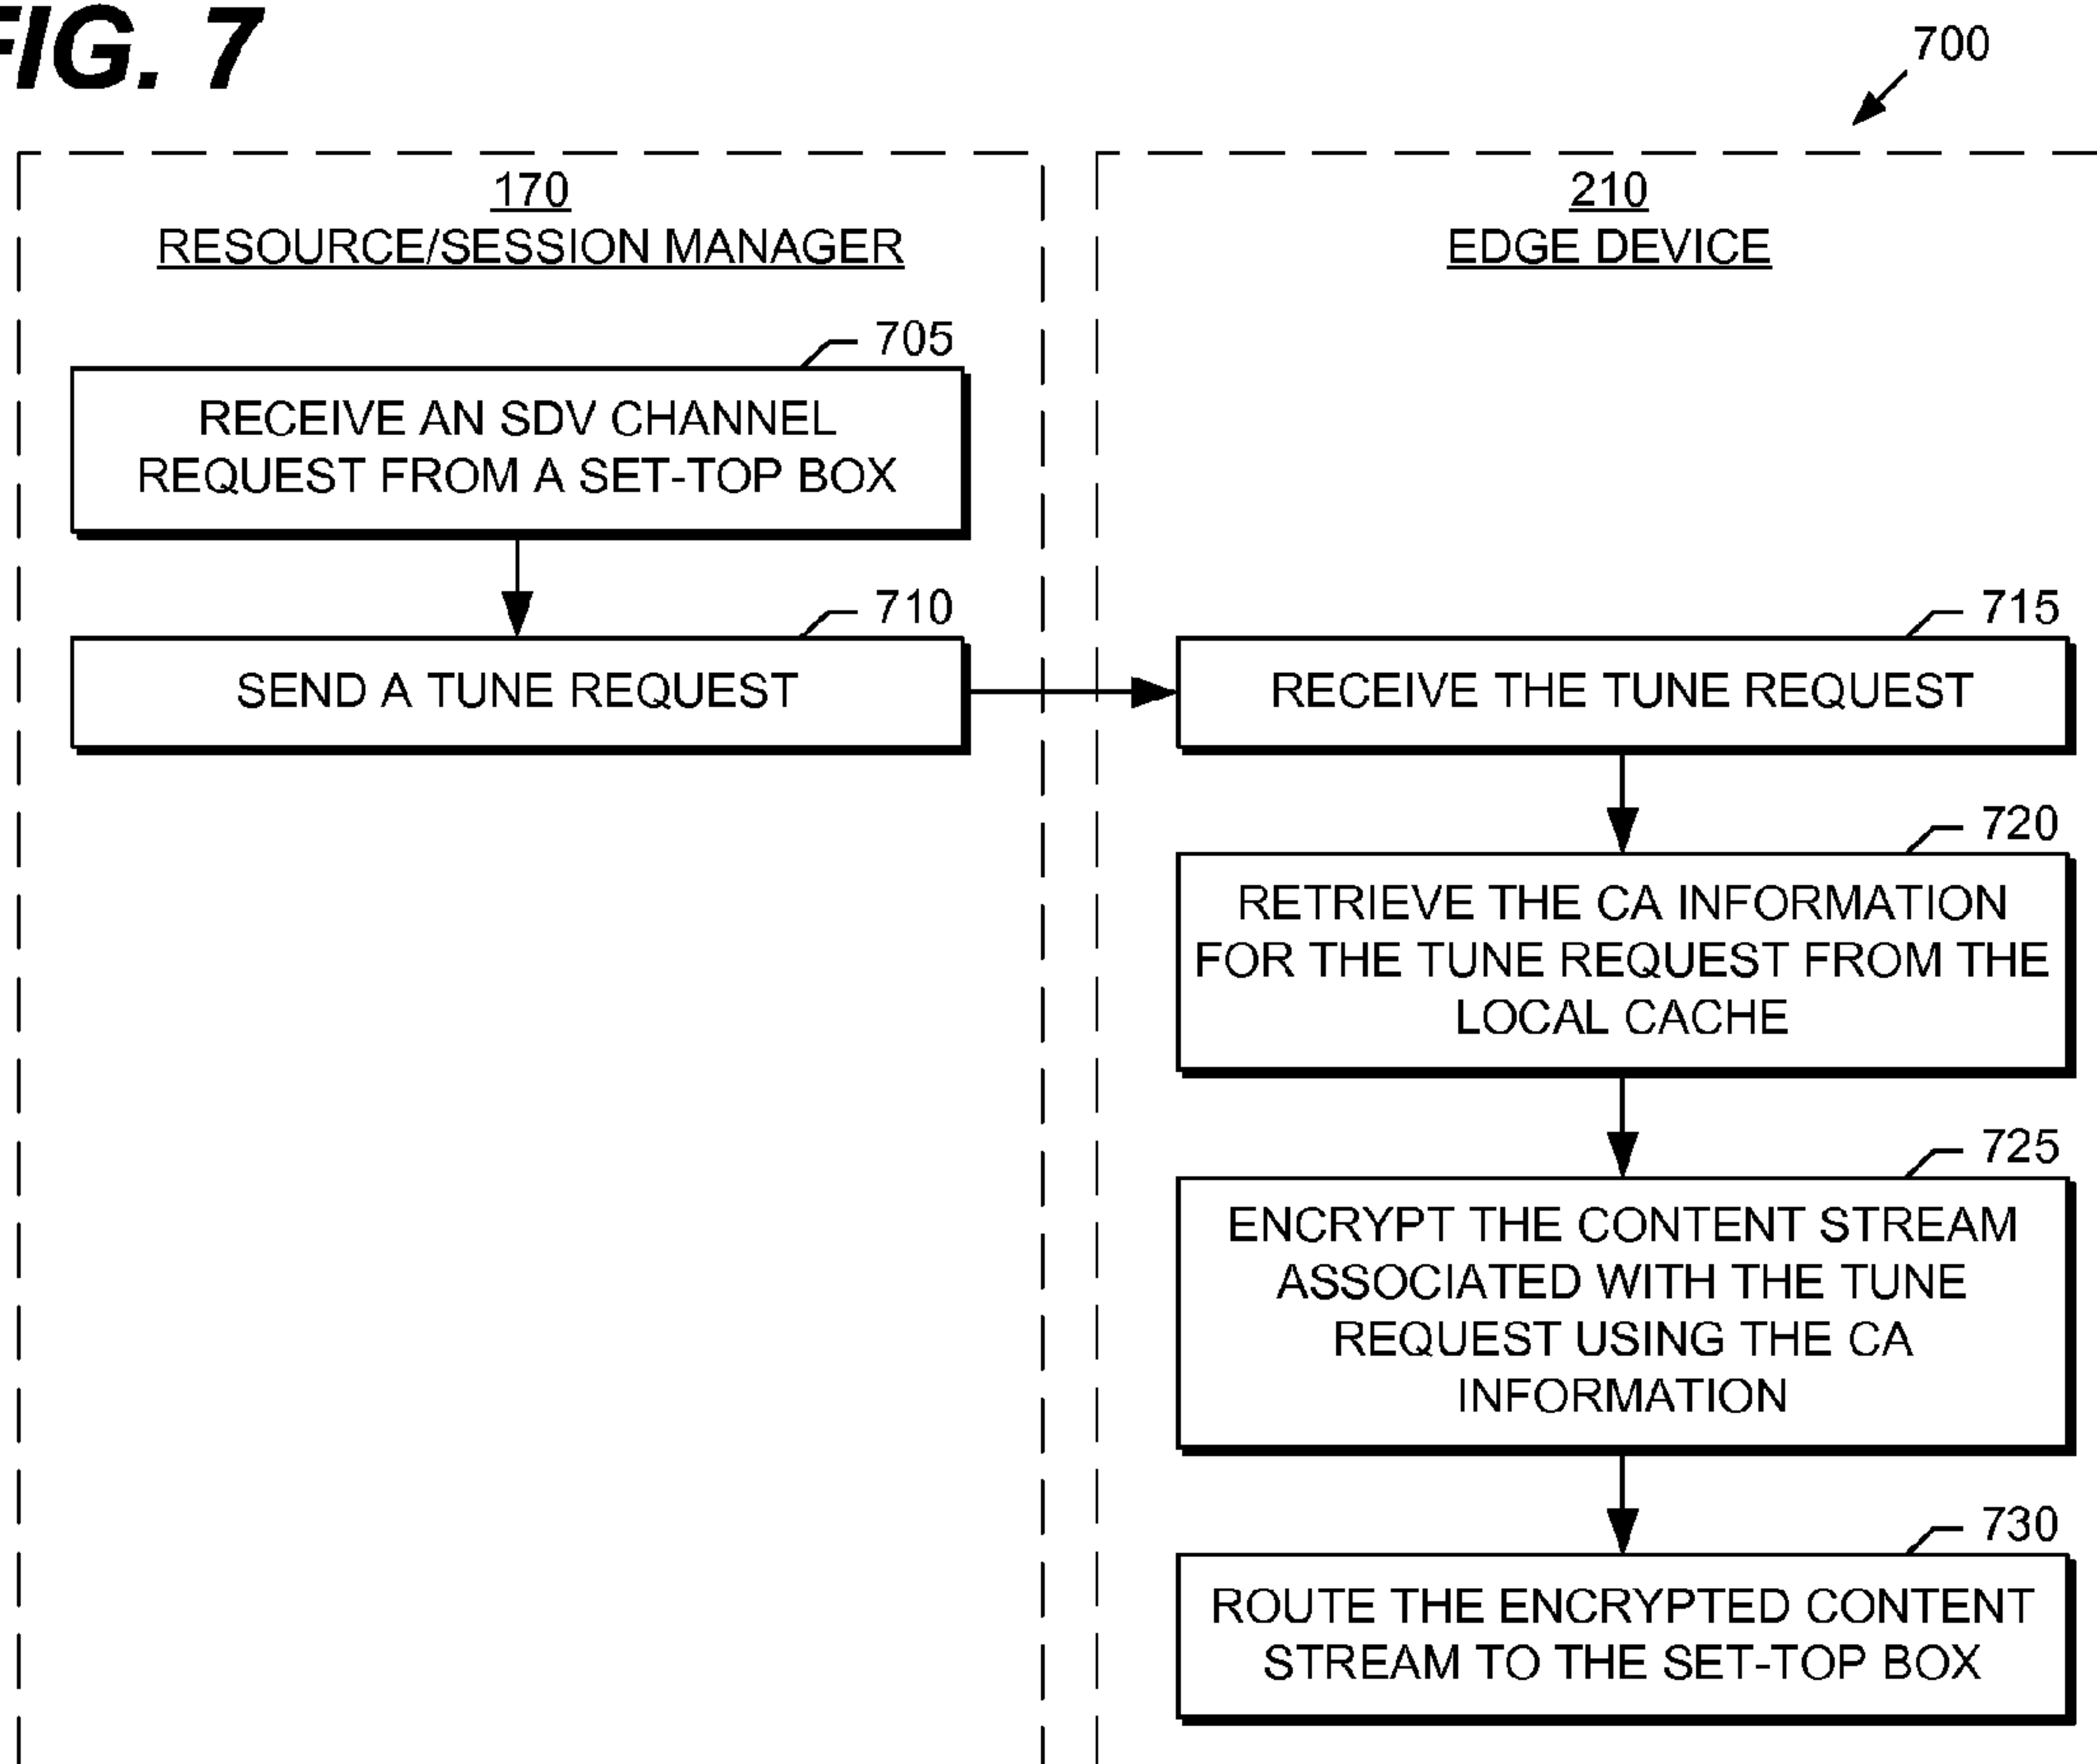 FIG. 7
700
170
RESOURCE/SESSION MANAGER
705
RECEIVE AN SDV CHANNEL
REQUEST FROM A SET-TOP BOX
710
SEND A TUNE REQUEST
210
EDGE DEVICE
715
RECEIVE THE TUNE REQUEST
720
RETRIEVE THE CA INFORMATION
FOR THE TUNE REQUEST FROM THE
LOCAL CACHE
725
ENCRYPT THE CONTENT STREAM
ASSOCIATED WITH THE TUNE
REQUEST USING THE CA
INFORMATION
730
ROUTE THE ENCRYPTED CONTENT
STREAM TO THE SET-TOP BOX